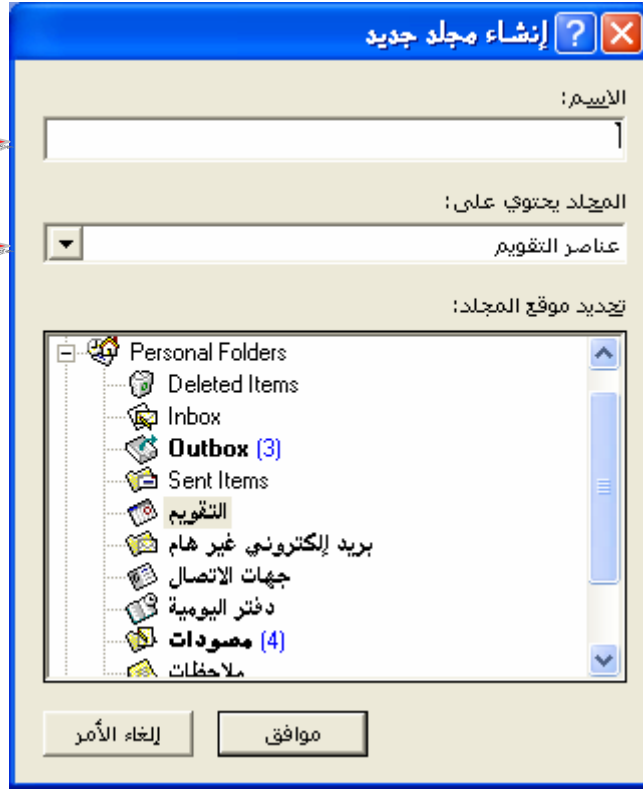 إنشاء مجلد جديد
الاسم:
المجلد يحتوي على:
عناصر التقويم
تحديد موقع المجلد:
Personal Folders
Deleted Items
Inbox
Outbox (3)
Sent Items
التقويم
بريد إلكتروني غير هام
جهات الاتصال
دفتر اليومية
مسودات (4)
ملاحظات
موافق
إلغاء الأمر